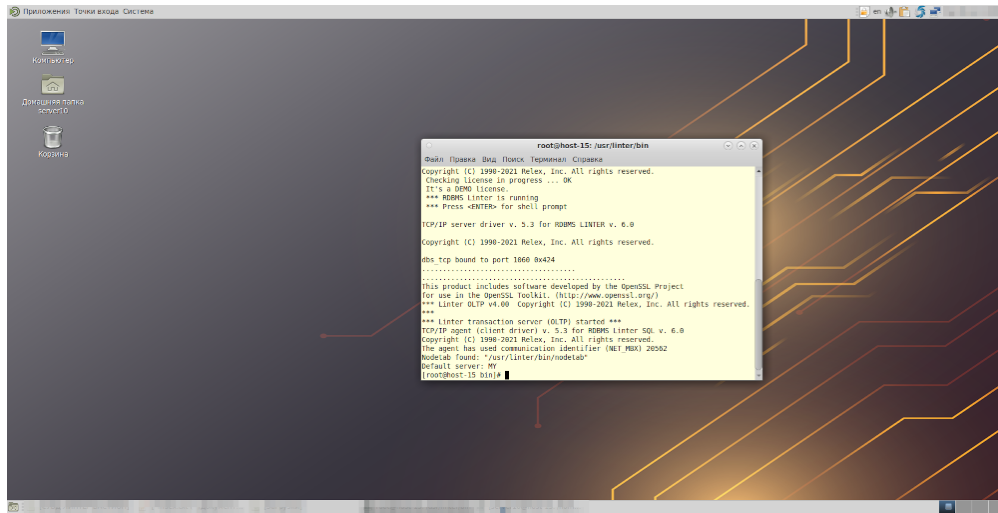 Приложения Точки входа Система
en
Компьютер
Домашняя папка
server10
Корзина
root@host-15: /usr/linter/bin
Файл Правка Вид Поиск Терминал Справка
Copyright (C) 1990-2021 Relex, Inc. All rights reserved.
Checking license in progress ... OK
It's a DEMO license.
*** RDBMS Linter is running
*** Press <ENTER> for shell prompt
TCP/IP server driver v. 5.3 for RDBMS LINTER v. 6.0
Copyright (C) 1990-2021 Relex, Inc. All rights reserved.
dbs_tcp bound to port 1060 0x424
.....................................
.................................................
This product includes software developed by the OpenSSL Project
for use in the OpenSSL Toolkit. (http://www.openssl.org/)
*** Linter OLTP v4.00  Copyright (C) 1990-2021 Relex, Inc. All rights reserved.
***
*** Linter transaction server (OLTP) started ***
TCP/IP agent (client driver) v. 5.3 for RDBMS Linter SQL v. 6.0
Copyright (C) 1990-2021 Relex, Inc. All rights reserved.
The agent has used communication identifier (NET_MBX) 20562
Nodetab found: "/usr/linter/bin/nodetab"
Default server: MY
[root@host-15 bin]#